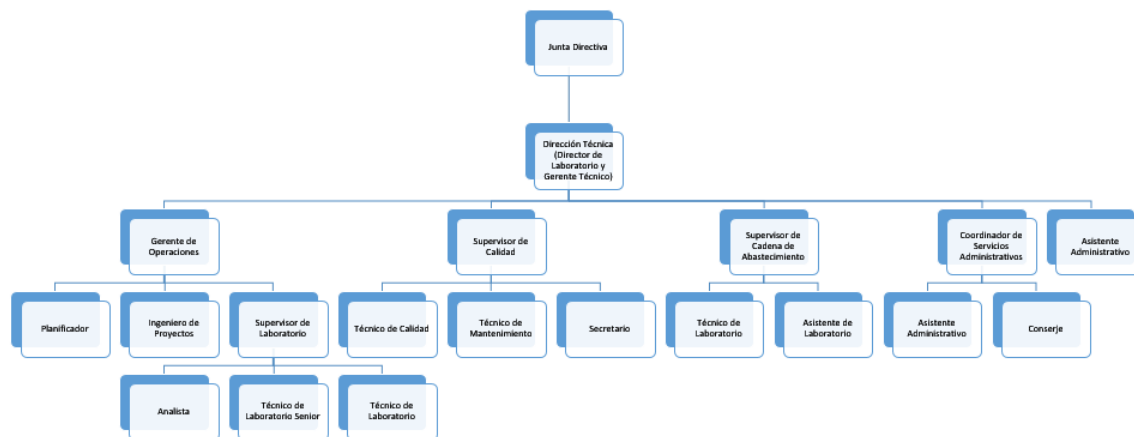 Junta Directiva
Dirección Técnica
(Director de
Laboratorio y
Gerente Técnico)
Gerente de
Operaciones
Supervisor de
Calidad
Supervisor de
Cadena de
Abastecimiento
Coordinador de
Servicios
Administrativos
Asistente
Administrativo
Planificador
Ingeniero de
Proyectos
Supervisor de
Laboratorio
Técnico de Calidad
Técnico de
Mantenimiento
Secretario
Técnico de
Laboratorio
Asistente de
Laboratorio
Asistente
Administrativo
Conserje
Analista
Técnico de
Laboratorio Senior
Técnico de
Laboratorio